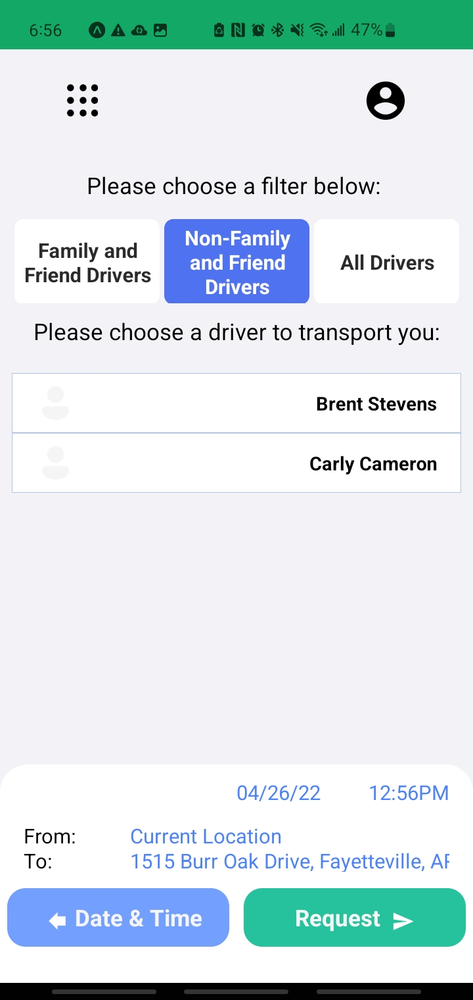 6:56
47%
Please choose a filter below:
Family and
Friend Drivers
Non-Family
and Friend
Drivers
All Drivers
Please choose a driver to transport you:
Brent Stevens
Carly Cameron
04/26/22 12:56PM
From: Current Location
To: 1515 Burr Oak Drive, Fayetteville, AR
Date & Time
Request